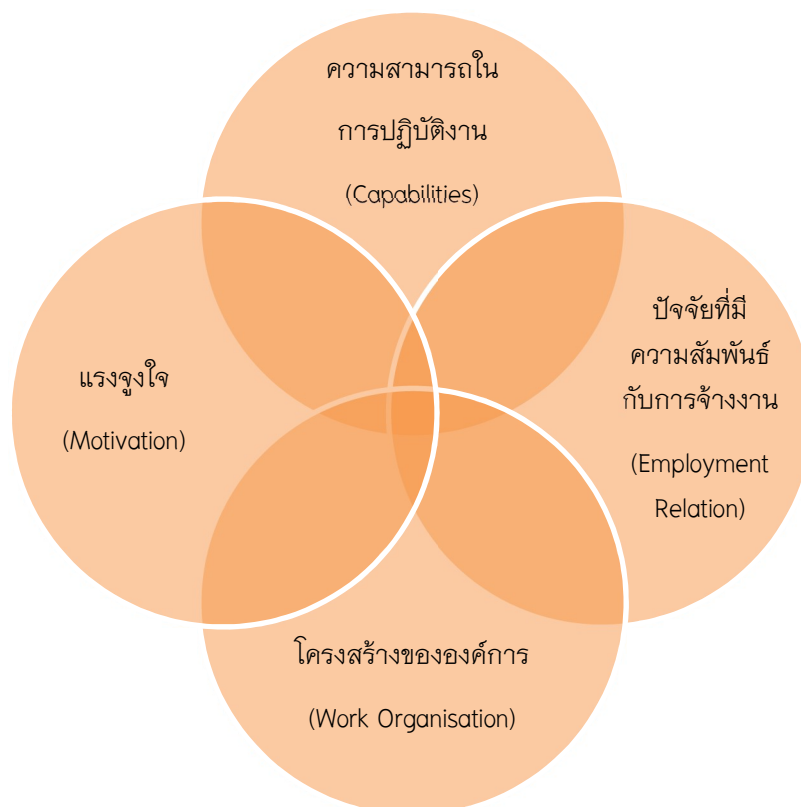 ความสามารถใน
การปฏิบัติงาน
(Capabilities)
แรงจูงใจ
(Motivation)
ปัจจัยที่มี
ความสัมพันธ์
กับการจ้างงาน
(Employment
Relation)
โครงสร้างขององค์การ
(Work Organisation)